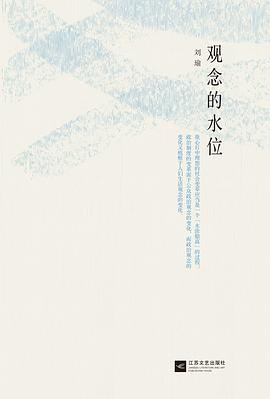 观念的水位
刘瑜
我心目中理想的社会变革应当是一个“水涨船高”的过程：
政治制度的变革源于公众政治观念的变化，而政治观念的
变化又植根于人们生活观念的变化。
江苏文艺出版社